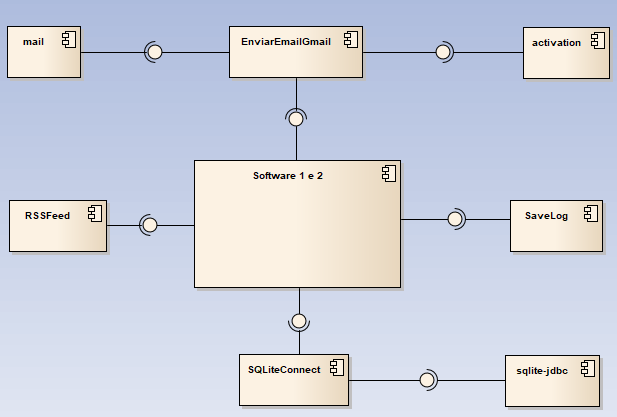 mail
EnviarEmailGmail
activation
Software 1 e 2
RSSFeed
SaveLog
SQLiteConnect
sqlite-jdbc